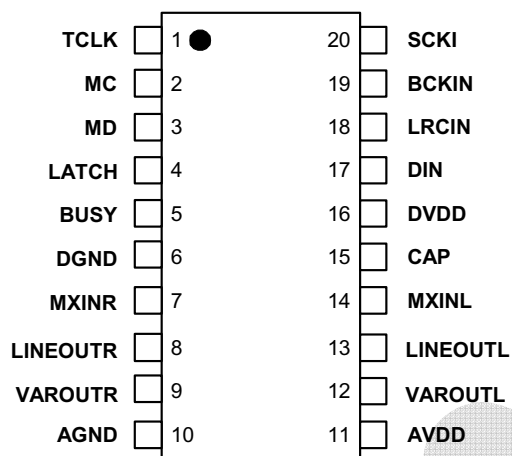 TCLK 1 20 SCKI
MC 2 19 BCKIN
MD 3 18 LRCIN
LATCH 4 17 DIN
BUSY 5 16 DVDD
DGND 6 15 CAP
MXINR 7 14 MXINL
LINEOUTR 8 13 LINEOUTL
VAROUTR 9 12 VAROUTL
AGND 10 11 AVDD